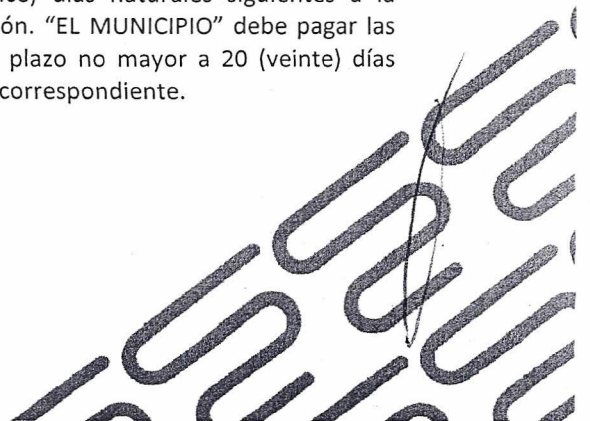 días naturales siguientes a la
ón. “EL MUNICIPIO” debe pagar las
plazo no mayor a 20 (veinte) días
correspondiente.